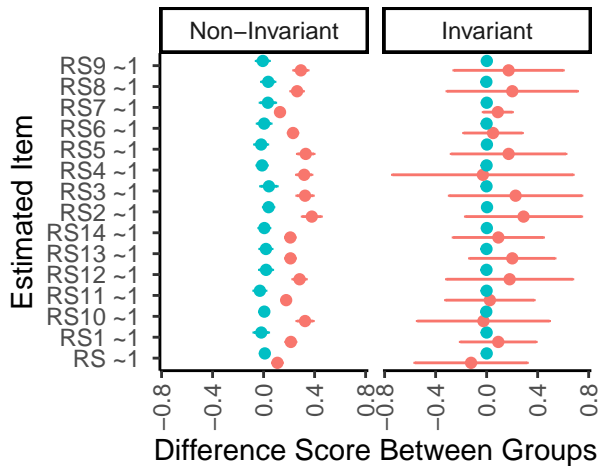 Non−Invariant
Invariant
Estimated Item
RS9 ~1
RS8 ~1
RS7 ~1
RS6 ~1
RS5 ~1
RS4 ~1
RS3 ~1
RS2 ~1
RS14 ~1
RS13 ~1
RS12 ~1
RS11 ~1
RS10 ~1
RS1 ~1
RS ~1
−0.8
−0.4
0.0
0.4
0.8
−0.8
−0.4
0.0
0.4
0.8
Difference Score Between Groups